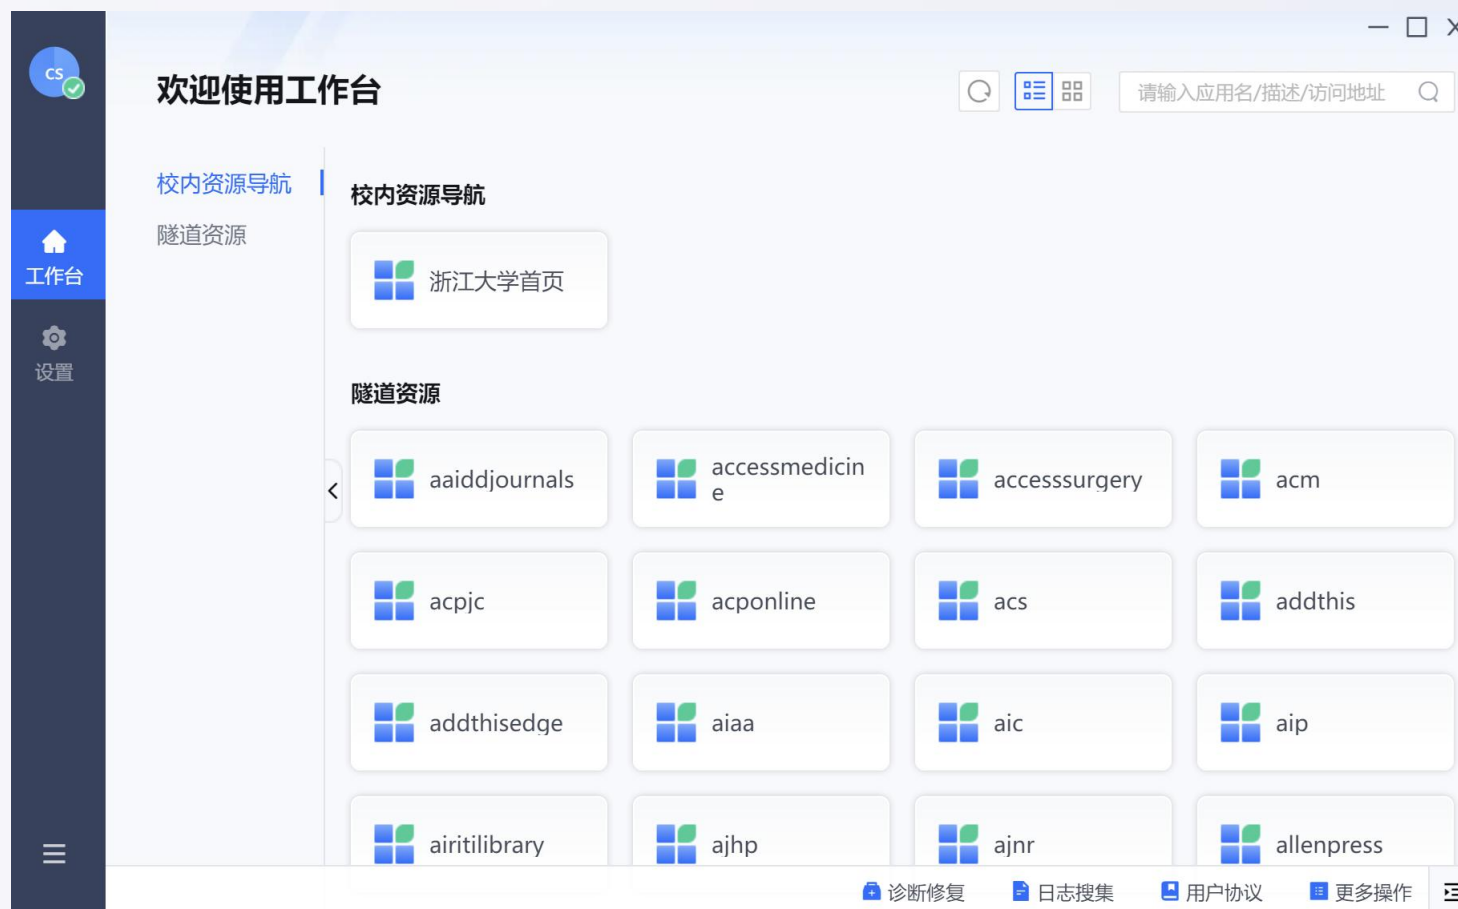 CS
欢迎使用工作台
请输入应用名/描述/访问地址
工作台
设置
校内资源导航
隧道资源
校内资源导航
浙江大学首页
隧道资源
aaiddjournals
accessmedicin
e
accesssurgery
acm
acpjc
acponline
acs
addthis
addthisedge
aiaa
aic
aip
airitilibrary
ajhp
ajnr
allenpress
诊断修复
日志搜集
用户协议
更多操作